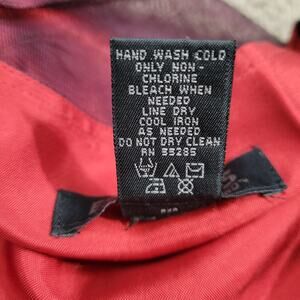 HAND WASH COLD
ONLY NON-
CHLORINE
BLEACH WHEN
NEEDED
LINE DRY
COOL IRON
AS NEEDED
DO NOT DRY CLEAN
RN 55285